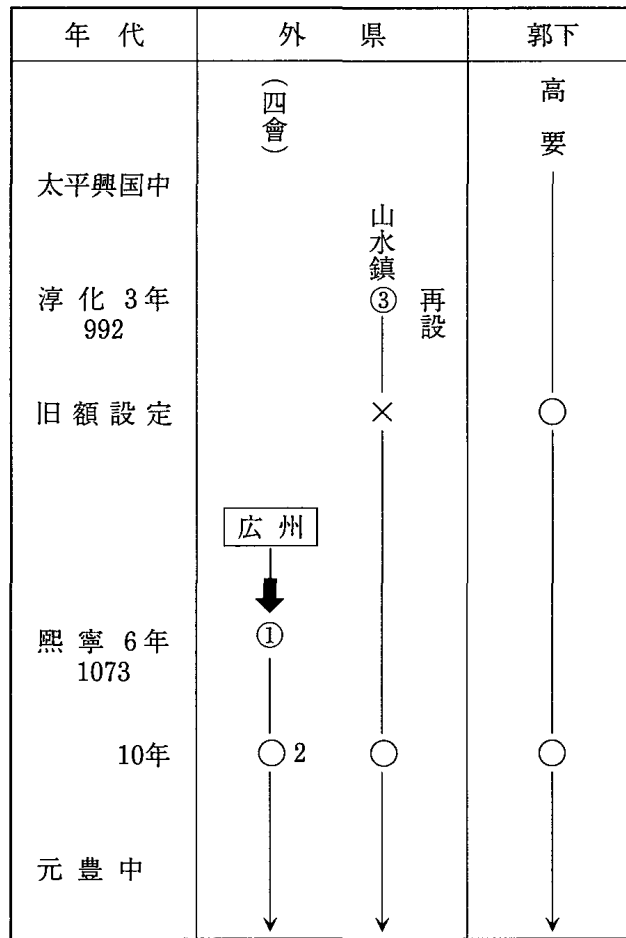 年代 外県 郭下
(四會)
高要
太平興国中
山水鎮
淳化3年 ③ 再設
992
旧額設定 × ○
広州
熙寧6年 ①
1073
10年 ○2 ○ ○
元豊中